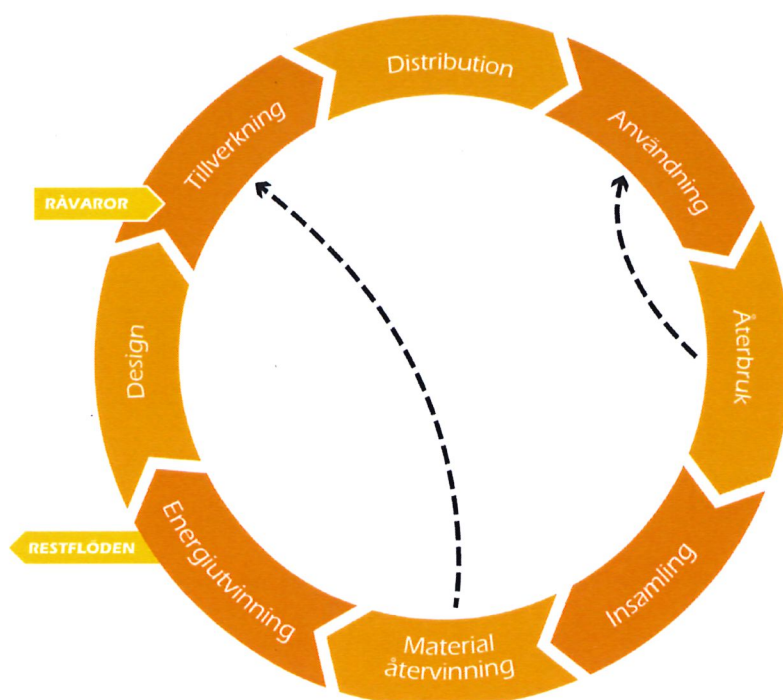 Distribution
Användning
Återbruk
Insamling
Material
återvinning
Energiutvinning
RESTFLÖDEN
Design
RÅVAROR
Tillverkning